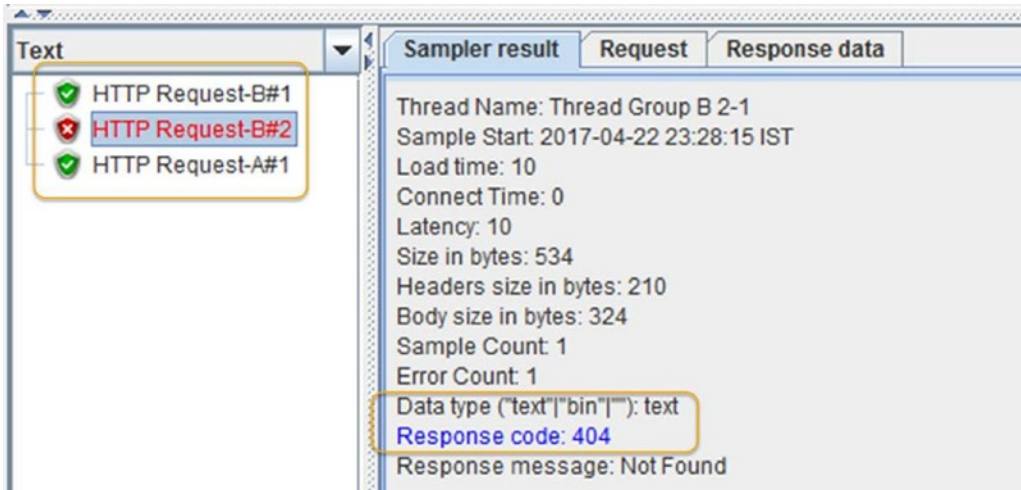 Text
HTTP Request-B#1
HTTP Request-B#2
HTTP Request-A#1
Sampler result
Request
Response data
Thread Name: Thread Group B 2-1
Sample Start: 2017-04-22 23:28:15 IST
Load time: 10
Connect Time: 0
Latency: 10
Size in bytes: 534
Headers size in bytes: 210
Body size in bytes: 324
Sample Count: 1
Error Count: 1
Data type ("text"|"bin"|""): text
Response code: 404
Response message: Not Found